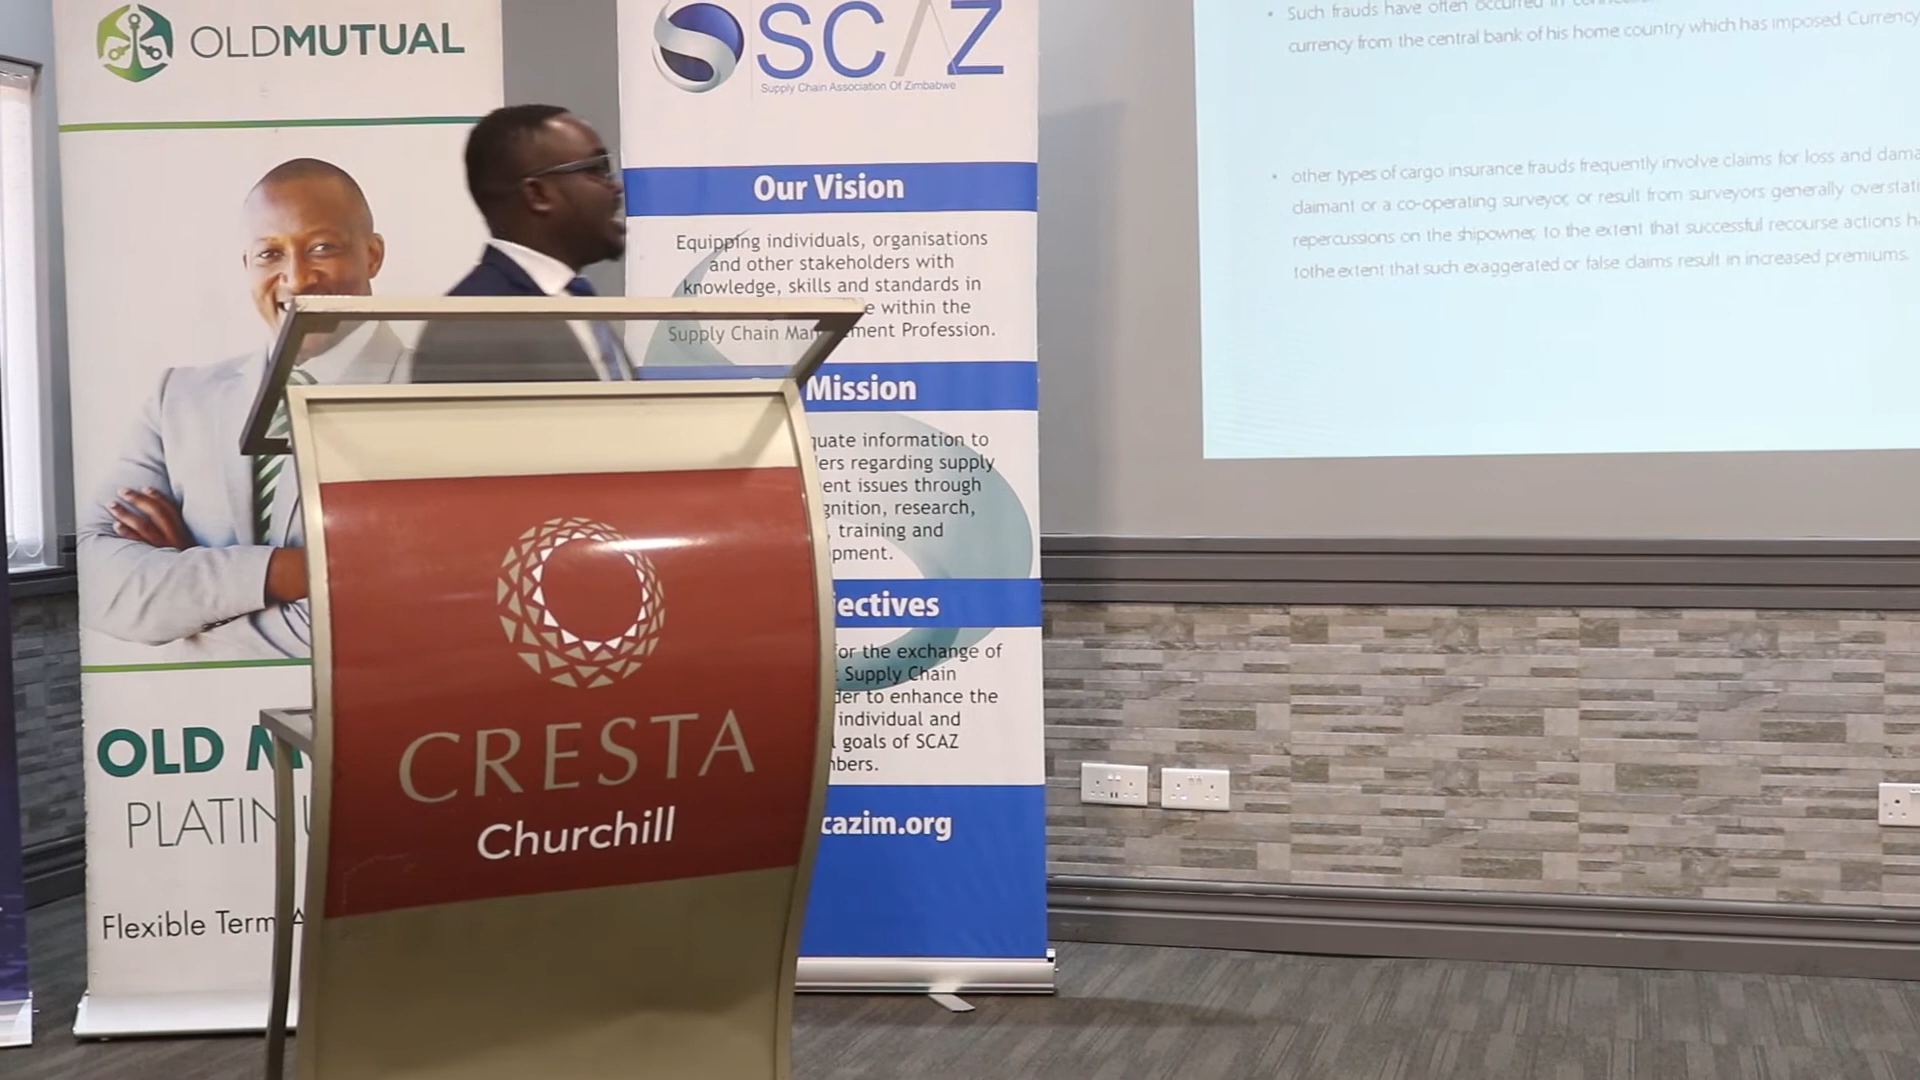 OLDMUTUAL
OLD
PLATIN
Flexible Term
SCAZ
Supply Chain Association Of Zimbabwe
Our Vision
Equipping individuals, organisations
and other stakeholders with
knowledge, skills and standards in
e within the
Supply Chain Man ment Profession.
Mission
quate information to
ers regarding supply
ent issues through
gnition, research,
, training and
pment.
jectives
or the exchange of
Supply Chain
der to enhance the
individual and
l goals of SCAZ
bers.
cazim.org
CRESTA
Churchill
• Such frauds have often occurred in
currency from the central bank of his home country which has imposed Currency
• other types of cargo insurance frauds frequently involve claims for loss and dama
claimant or a co-operating surveyor, or result from surveyors generally overstati
repercussions on the shipowner, to the extent that successful recourse actions h
tothe extent that such exaggerated or false claims result in increased premiums.